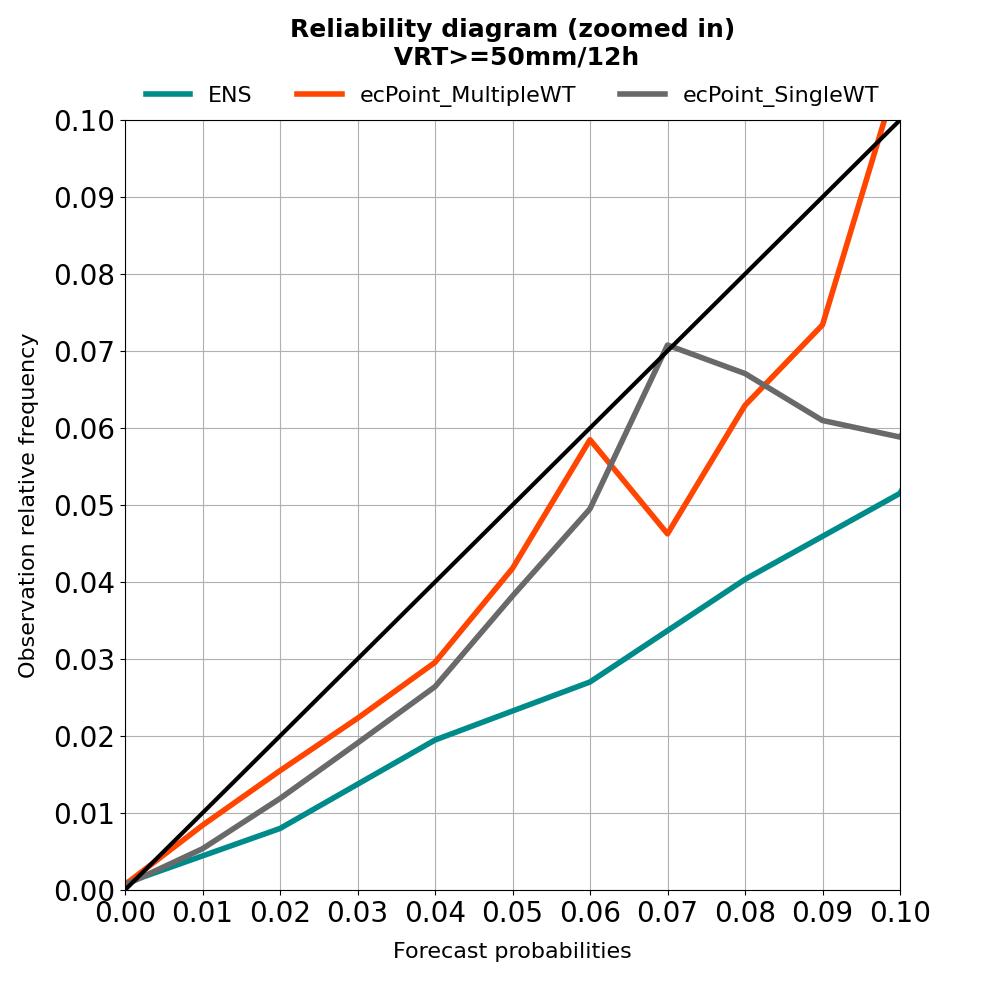 Reliability diagram (zoomed in)
VRT>=50mm/12h
ENS ecPoint_MultipleWT ecPoint_SingleWT
0.10
0.09
0.08
0.07
0.06
0.05
0.04
0.03
0.02
0.01
0.00
Observation relative frequency
0.00 0.01 0.02 0.03 0.04 0.05 0.06 0.07 0.08 0.09 0.10
Forecast probabilities